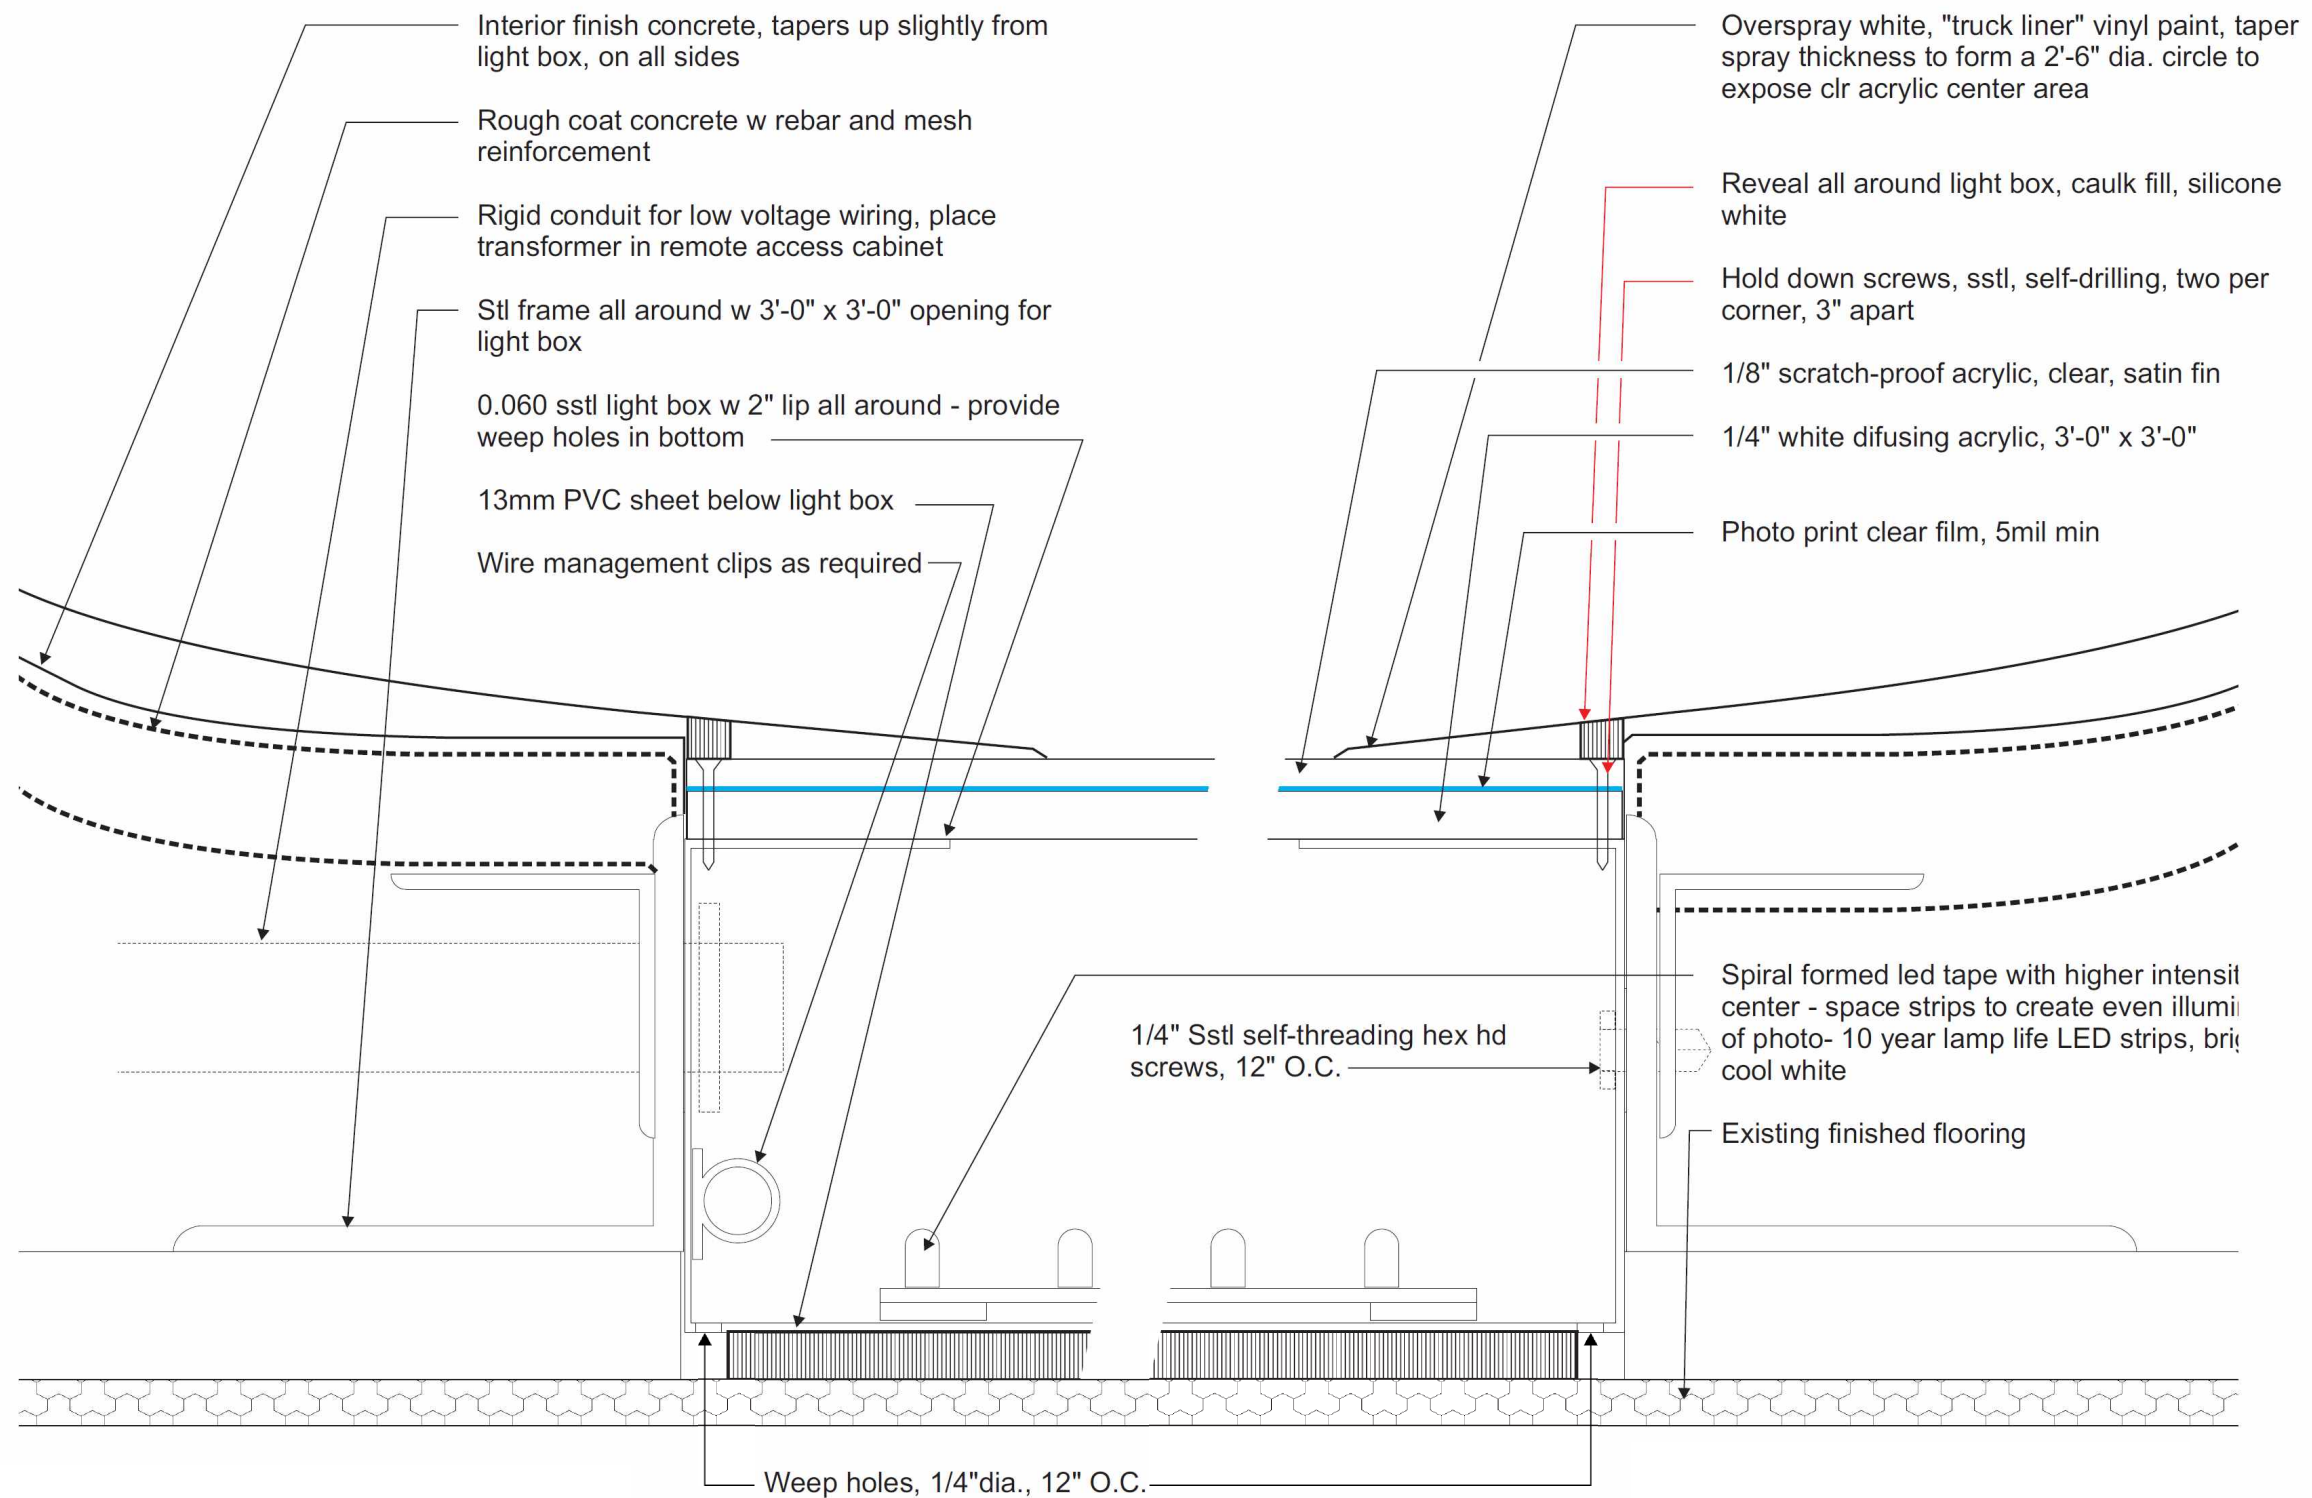 Interior finish concrete, tapers up slightly from
light box, on all sides
Rough coat concrete w rebar and mesh
reinforcement
Rigid conduit for low voltage wiring, place
transformer in remote access cabinet
Stl frame all around w 3'-0" x 3'-0" opening for
light box
0.060 sstl light box w 2" lip all around - provide
weep holes in bottom
13mm PVC sheet below light box
Wire management clips as required
Overspray white, "truck liner" vinyl paint, taper
spray thickness to form a 2'-6" dia. circle to
expose clr acrylic center area
Reveal all around light box, caulk fill, silicone
white
Hold down screws, sstl, self-drilling, two per
corner, 3" apart
1/8" scratch-proof acrylic, clear, satin fin
1/4" white difusing acrylic, 3'-0" x 3'-0"
Photo print clear film, 5mil min
Spiral formed led tape with higher
center - space strips to create even
of photo- 10 year lamp life LED strips,
cool white
1/4" Sstl self-threading hex hd
screws, 12" O.C.
Existing finished flooring
Weep holes, 1/4"dia., 12" O.C.